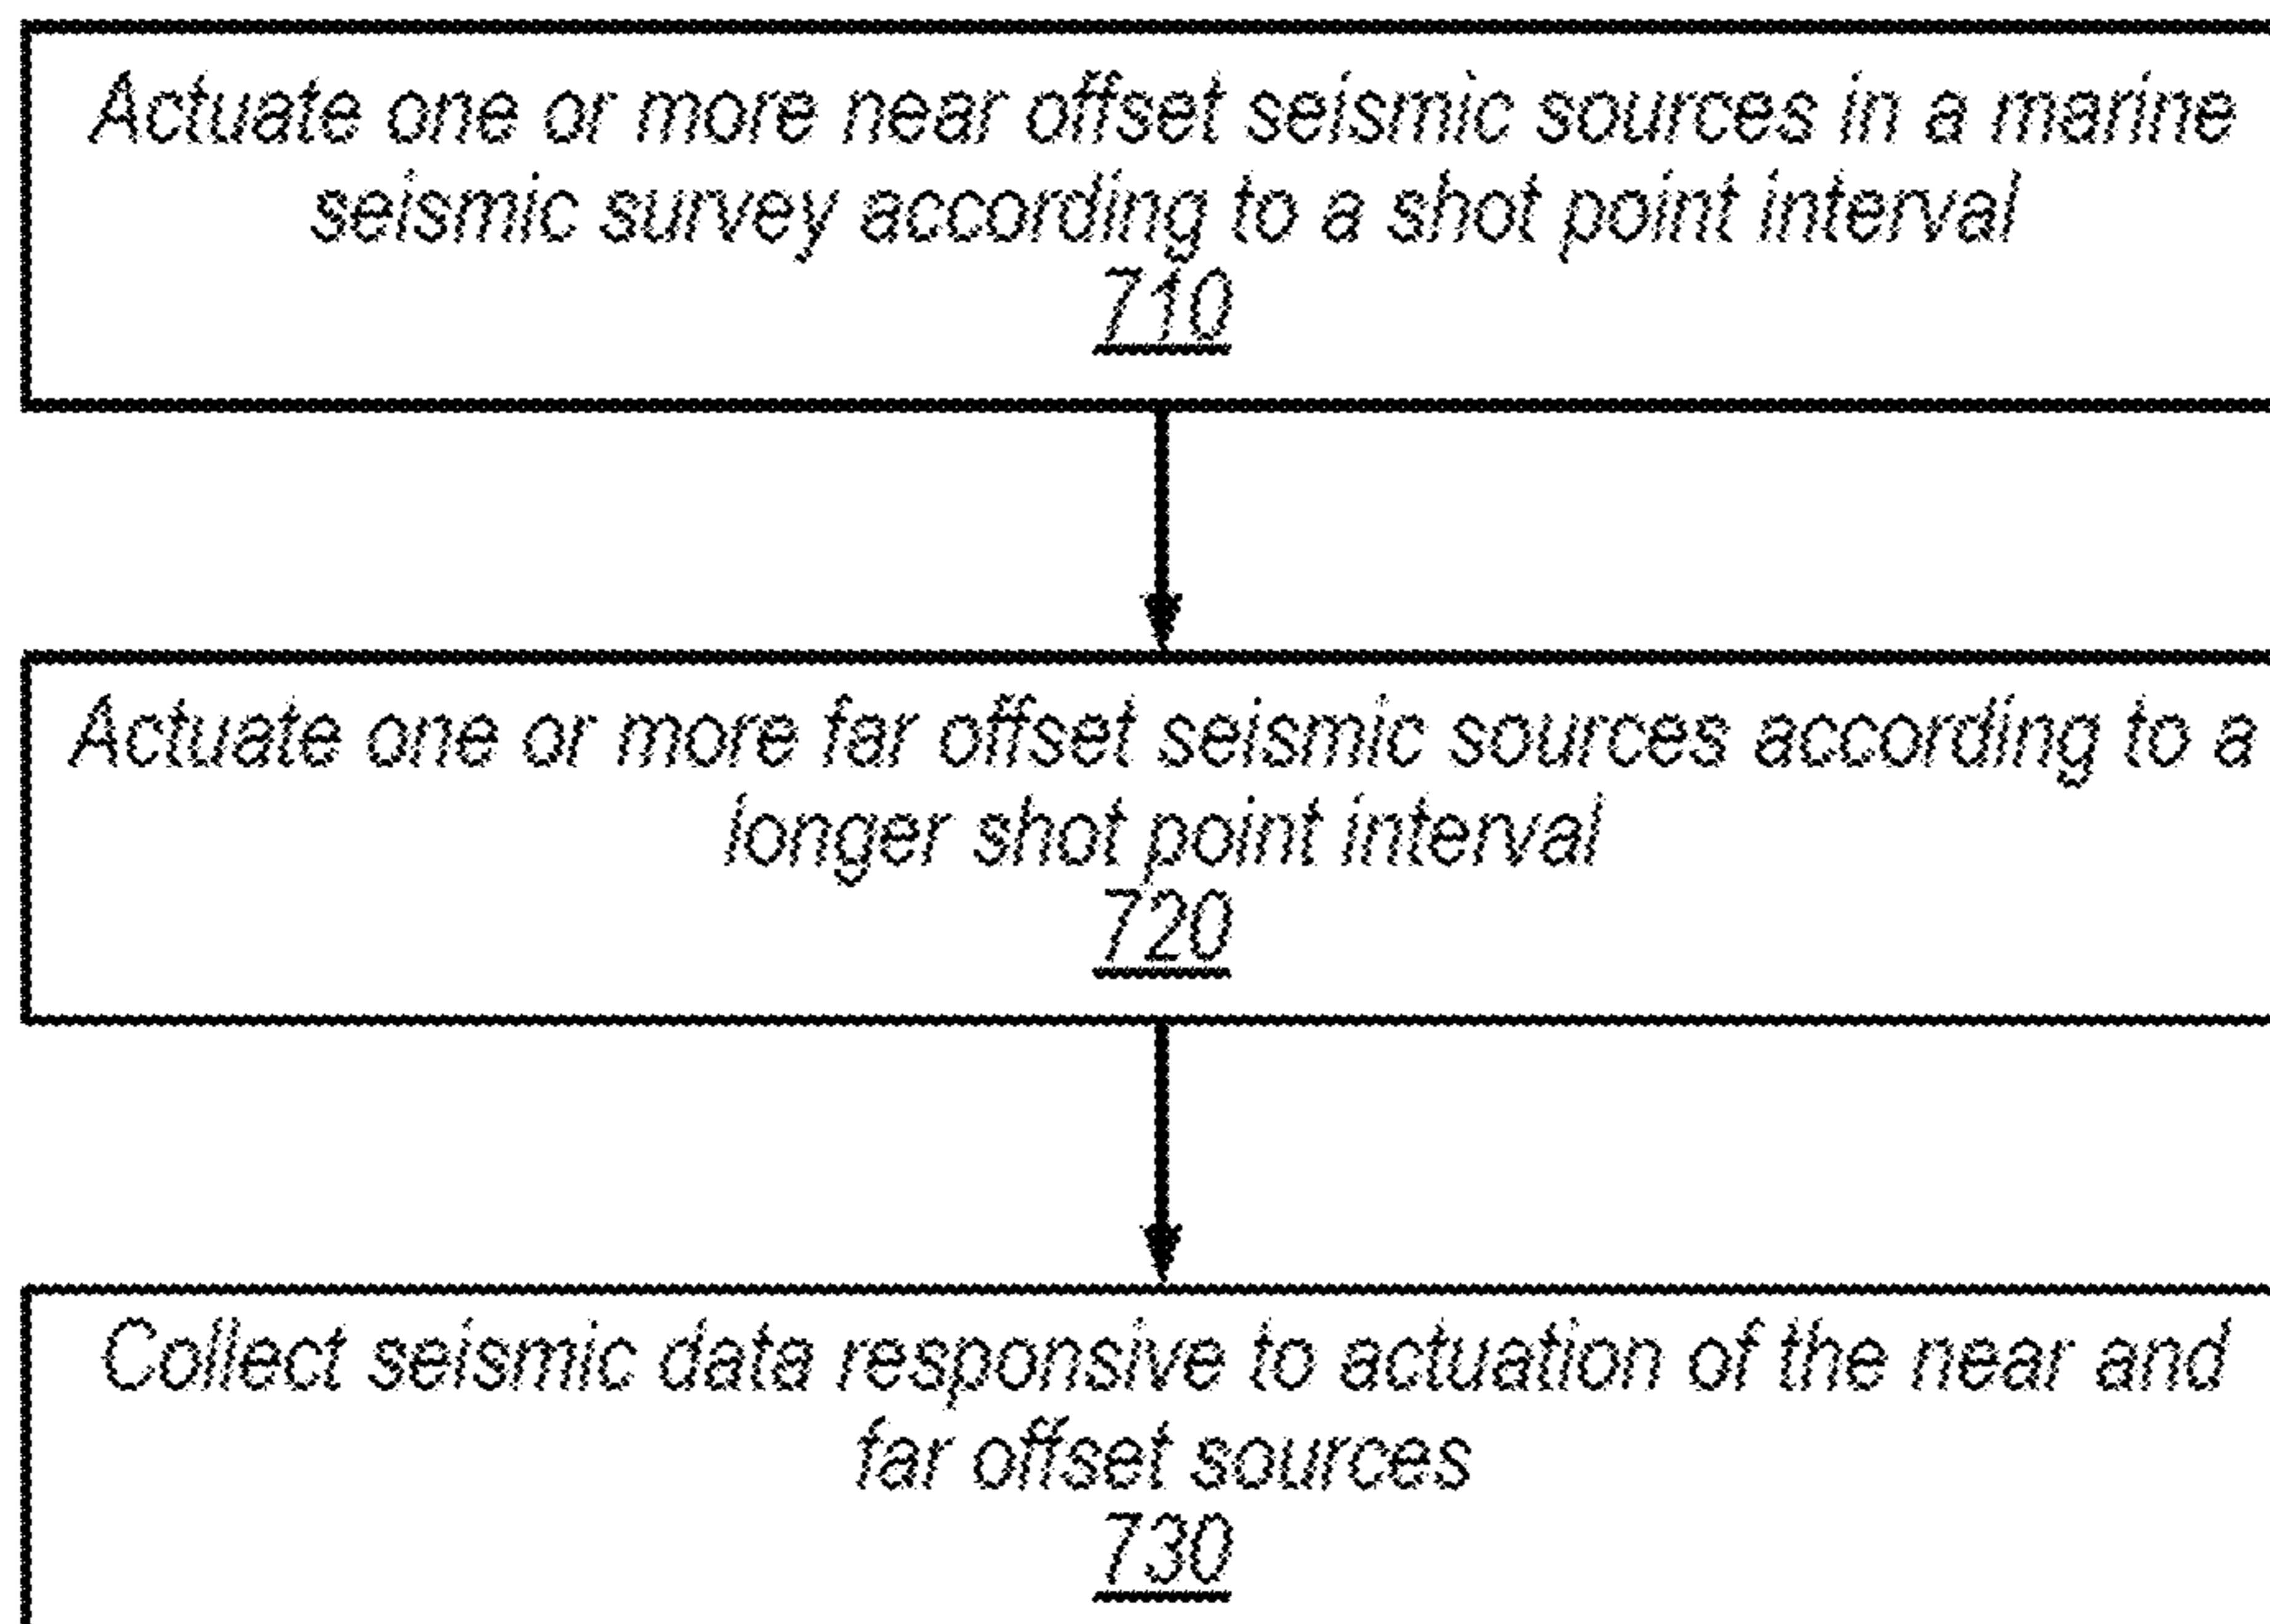 Actuate one or more near offset seismic sources in a marine
seismic survey according to a shot point interval
710
Actuate one or more far offset seismic sources according to a
longer shot point interval
720
Collect seismic data responsive to actuation of the near and
far offset sources
730